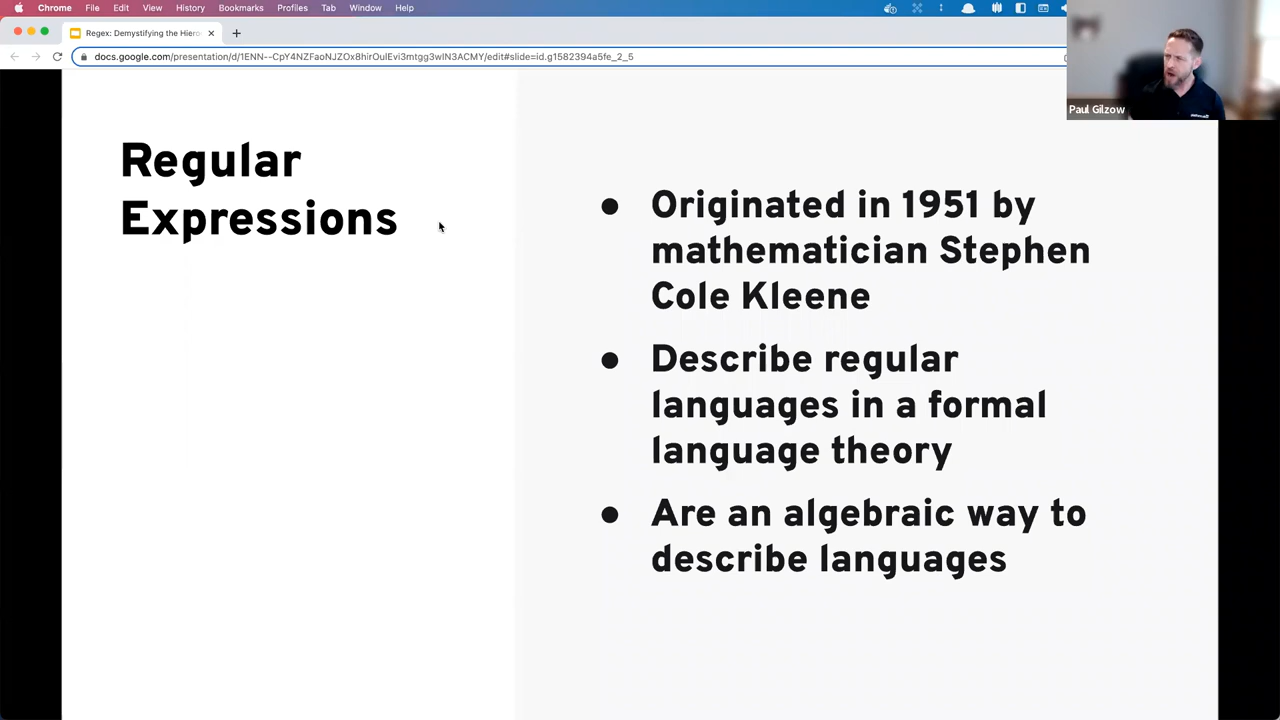 Chrome File Edit View History Bookmarks Profiles Tab Window Help
Regex: Demystifying the Hiero
docs.google.com/presentation/d/1ENN--CpY4NZFaoNJZOx8hirOulEvi3mtgg3wlN3ACMY/edit#slide=id.g1582394a5fe_2_5
Paul Gilzow
Regular
Expressions
● Originated in 1951 by
mathematician Stephen
Cole Kleene
● Describe regular
languages in a formal
language theory
● Are an algebraic way to
describe languages